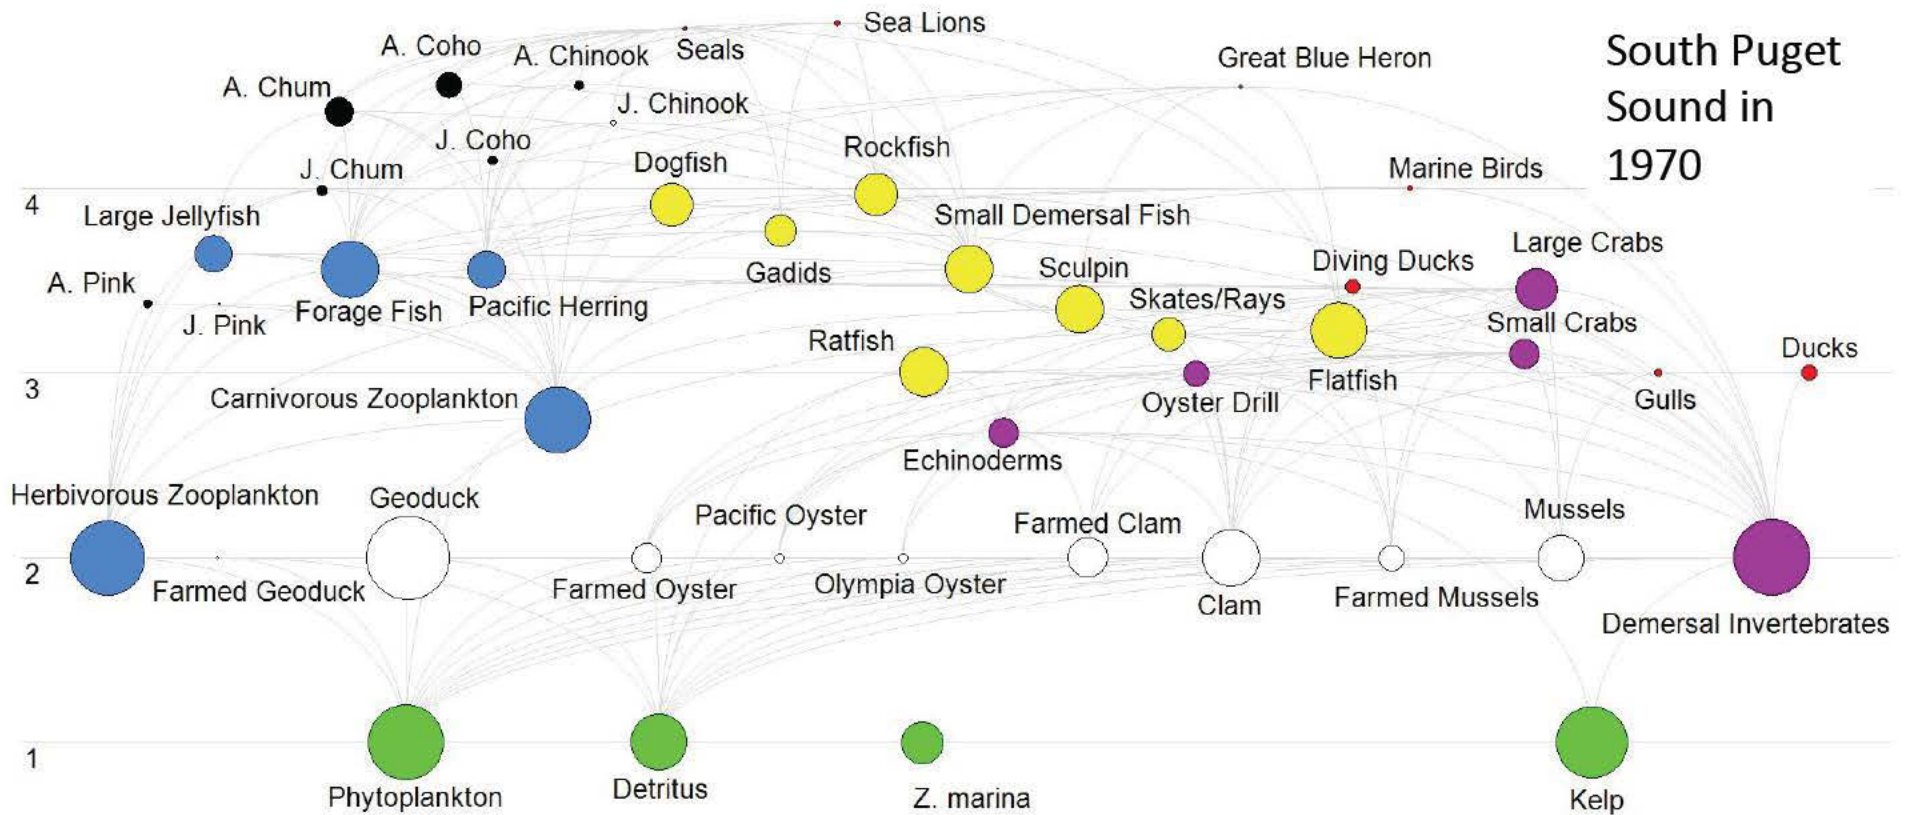 South Puget
Sound in
1970
Sea Lions
A. Coho
A. Chinook
Seals
Great Blue Heron
A. Chum
J. Chinook
J. Coho
Rockfish
Dogfish
J. Chum
Marine Birds
4
Large Jellyfish
Small Demersal Fish
Large Crabs
Gadids
Sculpin
Diving Ducks
A. Pink
J. Pink
Forage Fish
Pacific Herring
Skates/Rays
Small Crabs
Ratfish
Ducks
3
Carnivorous Zooplankton
Flatfish
Oyster Drill
Gulls
Echinoderms
Herbivorous Zooplankton
Geoduck
Pacific Oyster
Farmed Clam
Mussels
2
Farmed Geoduck
Farmed Oyster
Olympia Oyster
Clam
Farmed Mussels
Demersal Invertebrates
1
Phytoplankton
Detritus
Z. marina
Kelp